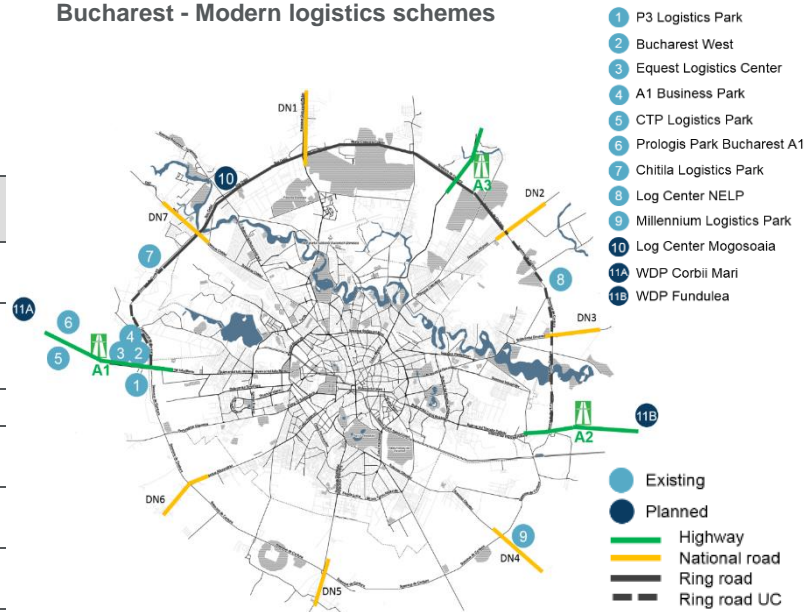 Bucharest - Modern logistics schemes
1 P3 Logistics Park
2 Bucharest West
3 Equest Logistics Center
4 A1 Business Park
5 CTP Logistics Park
6 Prologis Park Bucharest A1
7 Chitila Logistics Park
8 Log Center NELP
9 Millennium Logistics Park
10 Log Center Mogosoaia
11A WDP Corbii Mari
11B WDP Fundulea
DN1
A3
10
DN2
DN7
7
8
11A
6
4
DN3
5
3
2
A1
1
11B
A2
DN6
9
DN4
DN5
Existing
Planned
Highway
National road
Ring road
Ring road UC